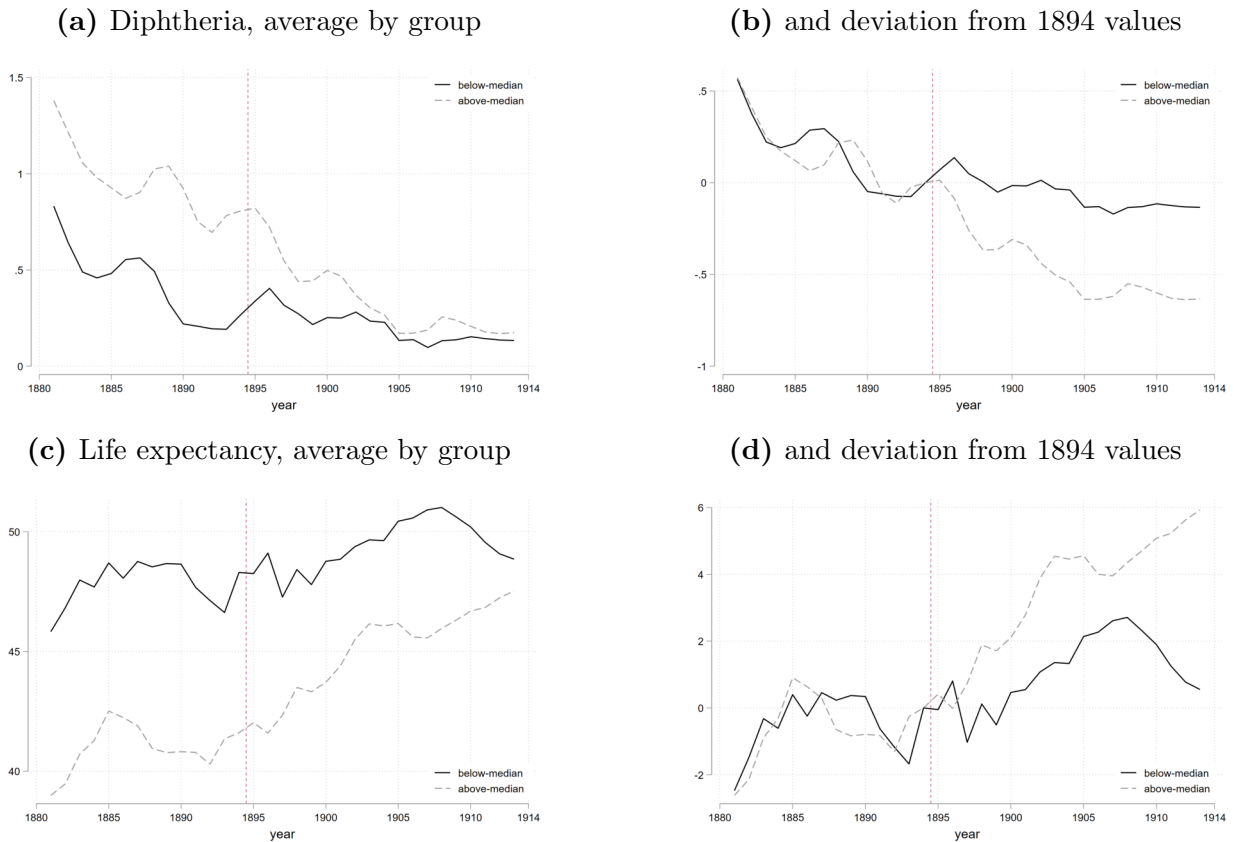 (a) Diphtheria, average by group
1.5
1
.5
0
below-median
above-median
1880 1885 1890 1895 1900 1905 1910 1914
year
(b) and deviation from 1894 values
.5
0
-.5
-1
below-median
above-median
1880 1885 1890 1895 1900 1905 1910 1914
year
(c) Life expectancy, average by group
50
45
40
below-median
above-median
1880 1885 1890 1895 1900 1905 1910 1914
year
(d) and deviation from 1894 values
6
4
2
0
-2
below-median
above-median
1880 1885 1890 1895 1900 1905 1910 1914
year